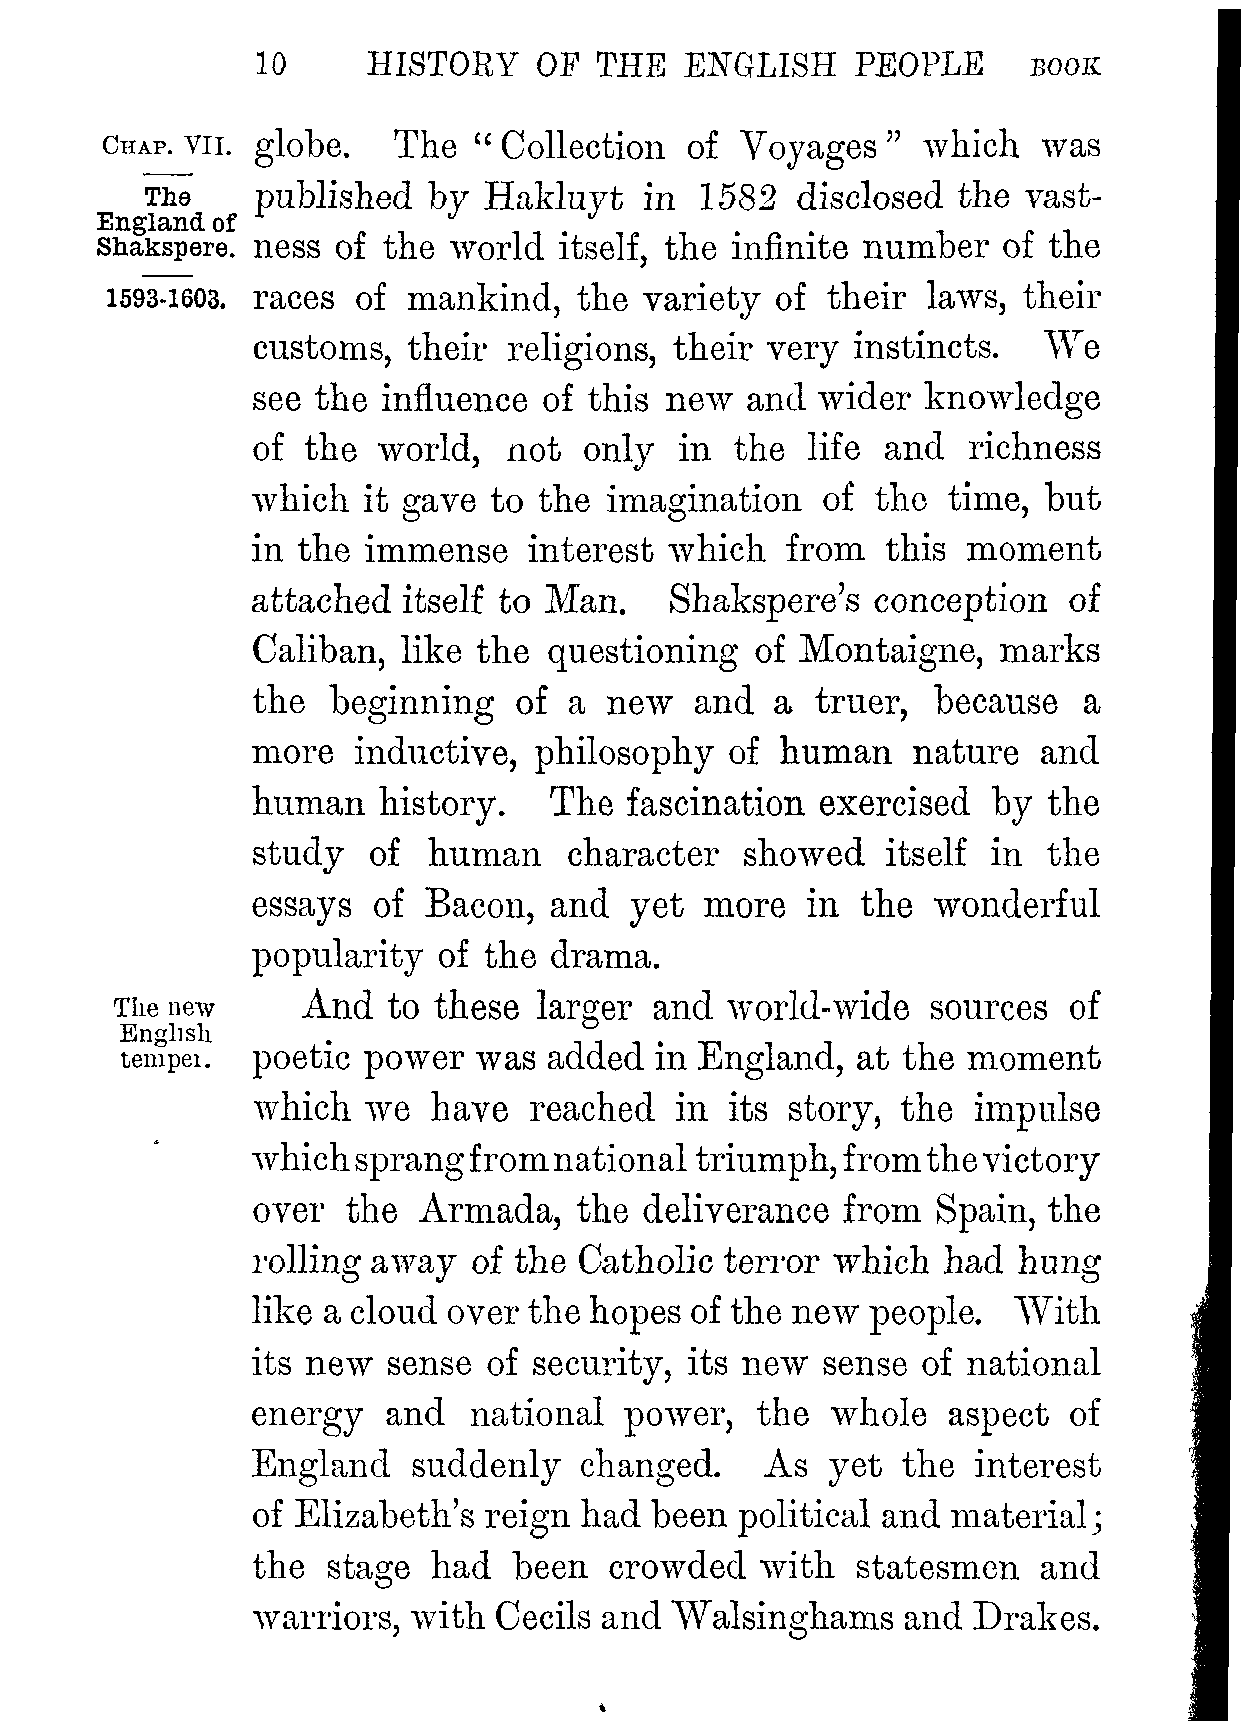 10 HISTORY OF THE ENGLISH PEOPLE BOOK
CHAP. VII.
The
England of
Shakspere.
1593-1603.
globe. The “Collection of Voyages” which was
published by Hakluyt in 1582 disclosed the vast-
ness of the world itself, the infinite number of the
races of mankind, the variety of their laws, their
customs, their religions, their very instincts. We
see the influence of this new and wider knowledge
of the world, not only in the life and richness
which it gave to the imagination of the time, but
in the immense interest which from this moment
attached itself to Man. Shakspere's conception of
Caliban, like the questioning of Montaigne, marks
the beginning of a new and a truer, because a
more inductive, philosophy of human nature and
human history. The fascination exercised by the
study of human character showed itself in the
essays of Bacon, and yet more in the wonderful
popularity of the drama.
The new
English
temper.
And to these larger and world-wide sources of
poetic power was added in England, at the moment
which we have reached in its story, the impulse
which sprang from national triumph, from the victory
over the Armada, the deliverance from Spain, the
rolling away of the Catholic terror which had hung
like a cloud over the hopes of the new people. With
its new sense of security, its new sense of national
energy and national power, the whole aspect of
England suddenly changed. As yet the interest
of Elizabeth's reign had been political and material;
the stage had been crowded with statesmen and
warriors, with Cecils and Walsinghams and Drakes.